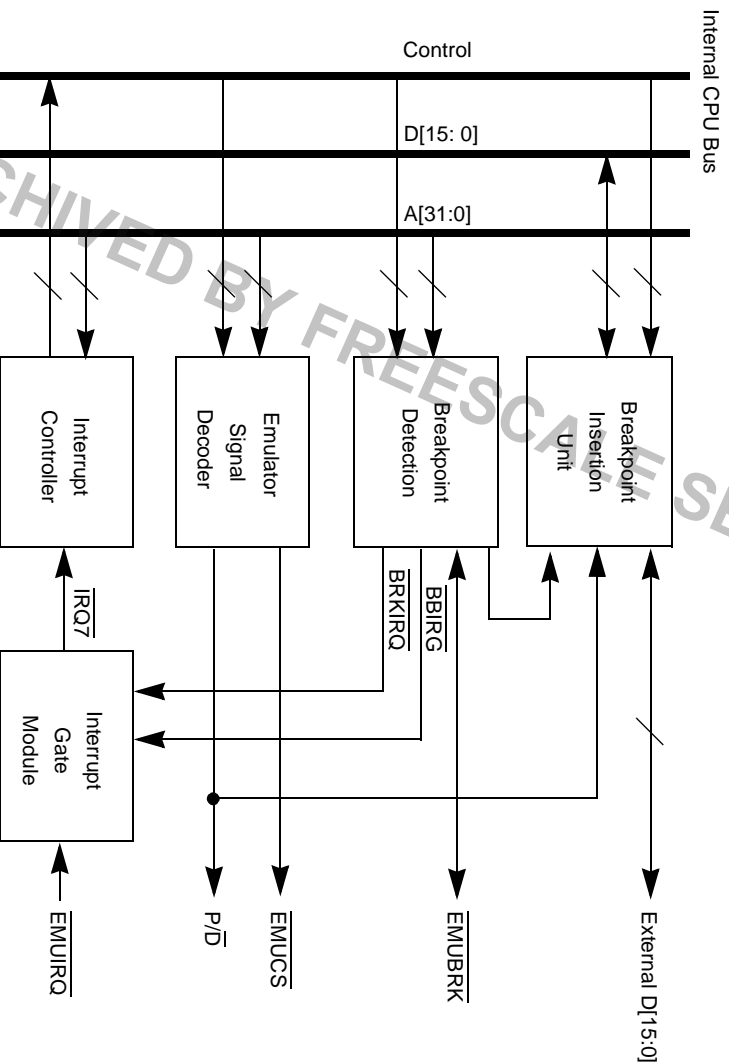 Internal CPU Bus
Control
D[15: 0]
A[31:0]
CHIVED BY FREESCALE SE
Breakpoint
Insertion
Unit
Breakpoint
Detection
Emulator
Signal
Decoder
Interrupt
Controller
BBIRG
BRKIRQ
IRQ7
Interrupt
Gate
Module
External D[15:0]
EMUBRK
EMUCS
P/D
EMUIRQ